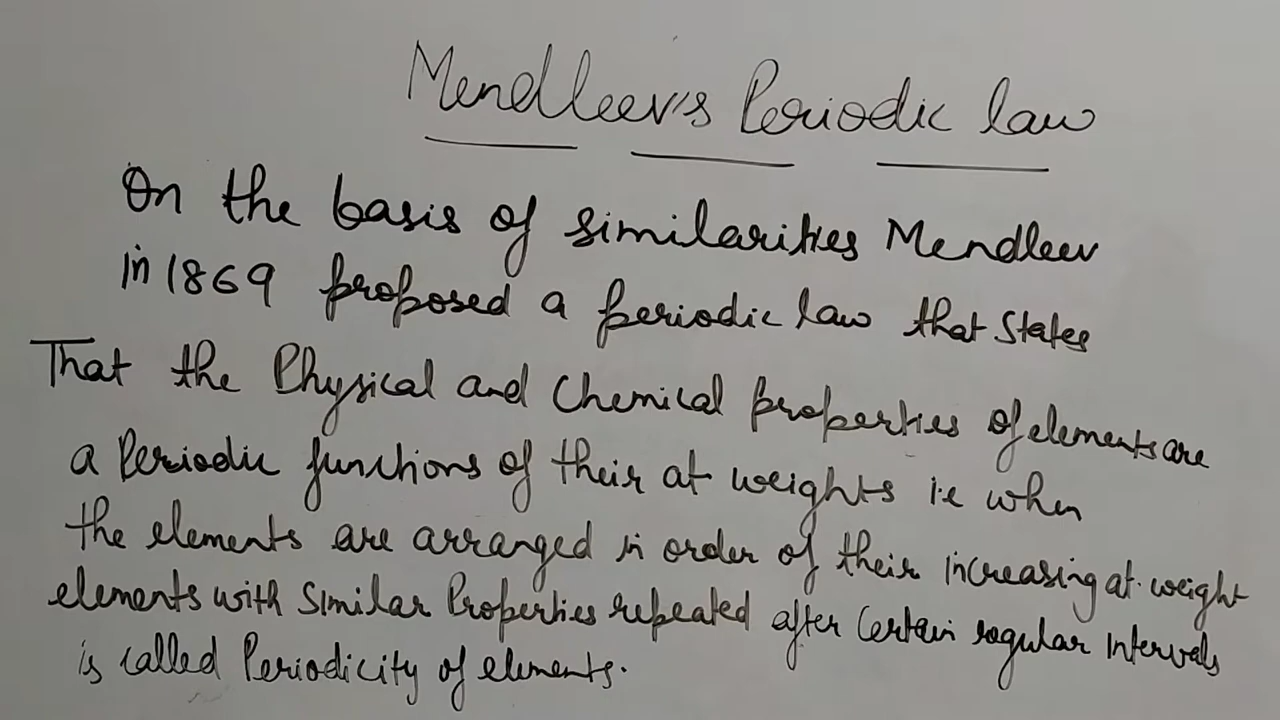 Mendleev's Periodic law
On the basis of similarities Mendleev
in 1869 proposed a periodic law that States
That the Physical and Chemical properties of elements are
a Periodic functions of their at weights i.e when
the elements are arranged in order of their increasing at. weight
elements with Similar Properties repeated after Certain regular Intervals
is called Periodicity of elements.